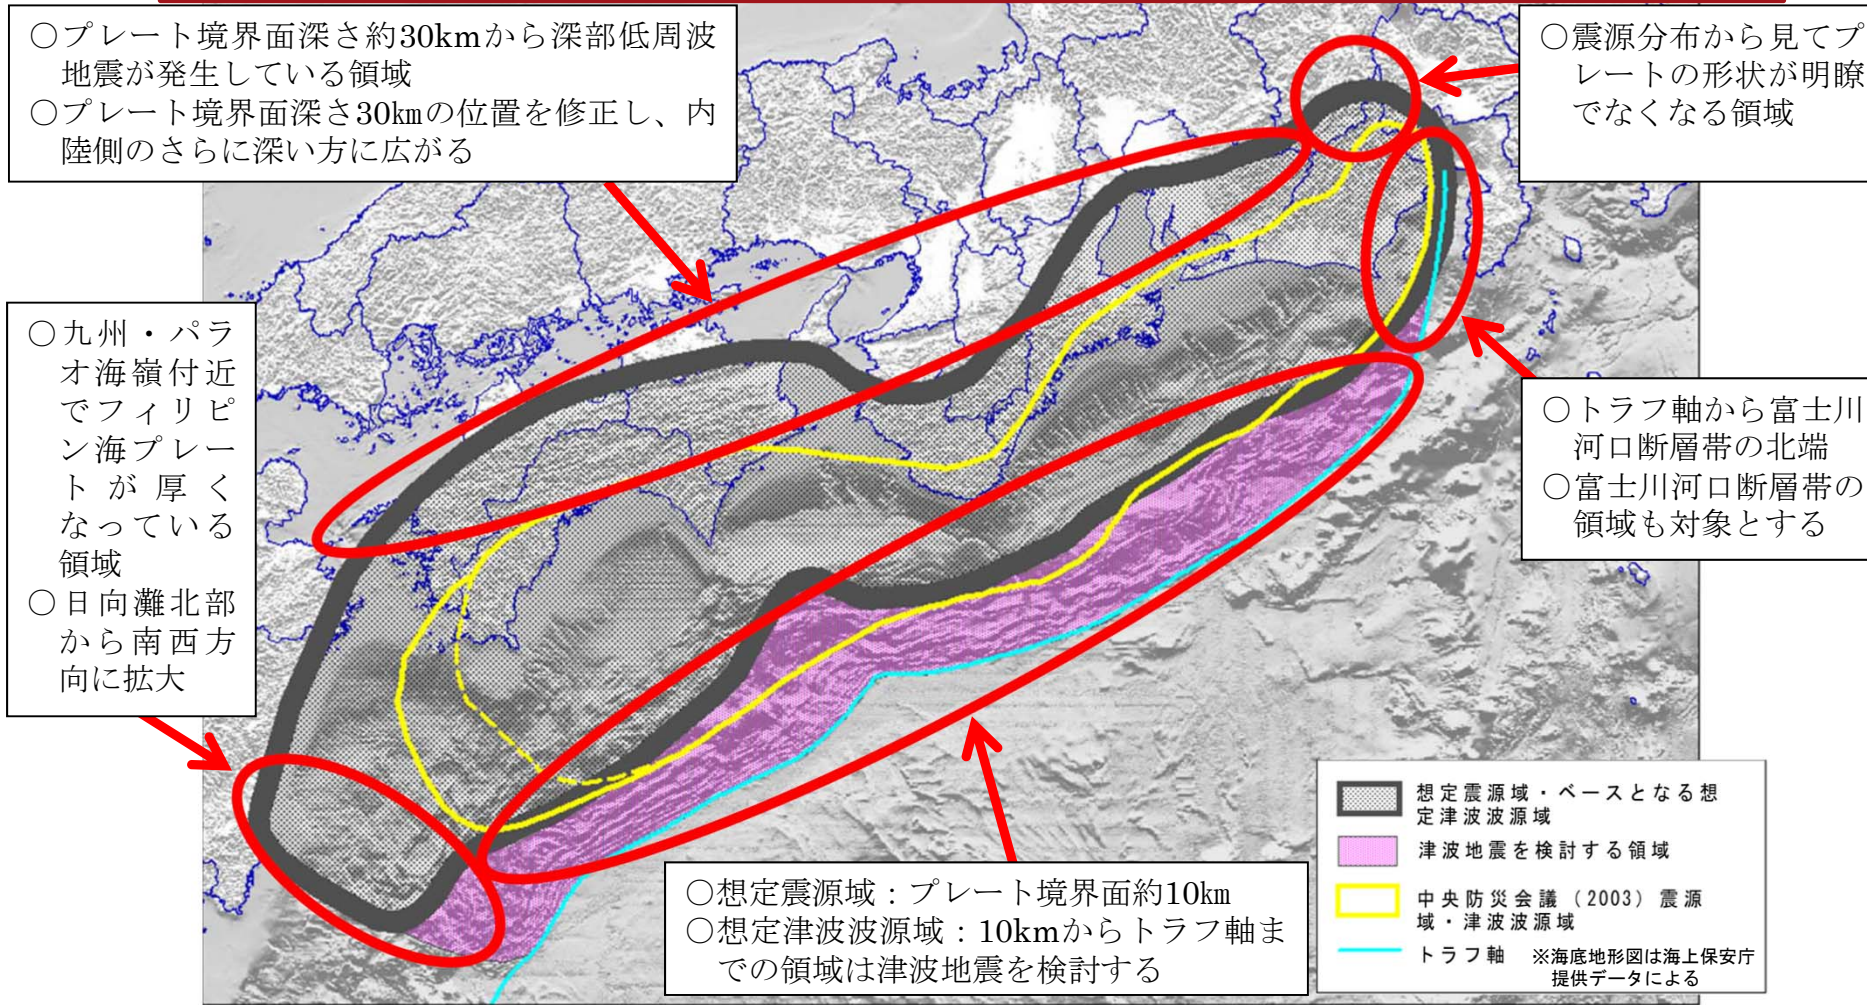 ○プレート境界面深さ約30kmから深部低周波
地震が発生している領域
○プレート境界面深さ30㎞の位置を修正し、内
陸側のさらに深い方に広がる
○震源分布から見てプ
レートの形状が明瞭
でなくなる領域
○九州・パラ
オ海嶺付近
でフィリピ
ン海プレー
トが厚く
なっている
領域
○日向灘北部
から南西方
向に拡大
○トラフ軸から富士川
河口断層帯の北端
○富士川河口断層帯の
領域も対象とする
○想定震源域：プレート境界面約10㎞
○想定津波波源域：10kmからトラフ軸ま
での領域は津波地震を検討する
想定震源域・ベースとなる想
定津波波源域
津波地震を検討する領域
中央防災会議（2003）震源
域・津波波源域
トラフ軸
※海底地形図は海上保安庁
提供データによる